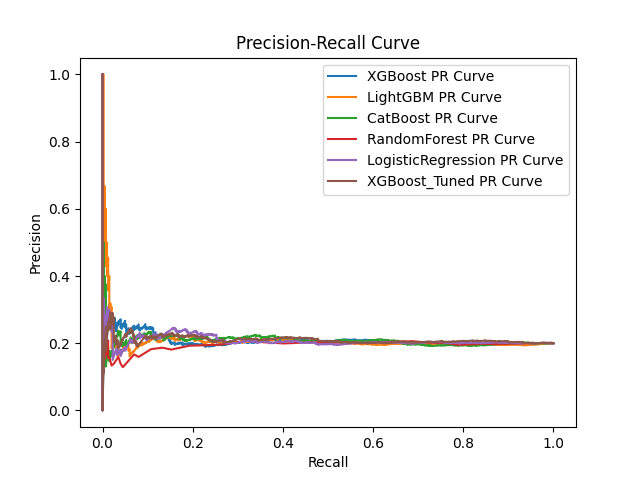 Precision-Recall Curve
XGBoost PR Curve
LightGBM PR Curve
CatBoost PR Curve
RandomForest PR Curve
LogisticRegression PR Curve
XGBoost_Tuned PR Curve
Precision
1.0
0.8
0.6
0.4
0.2
0.0
0.0 0.2 0.4 0.6 0.8 1.0
Recall